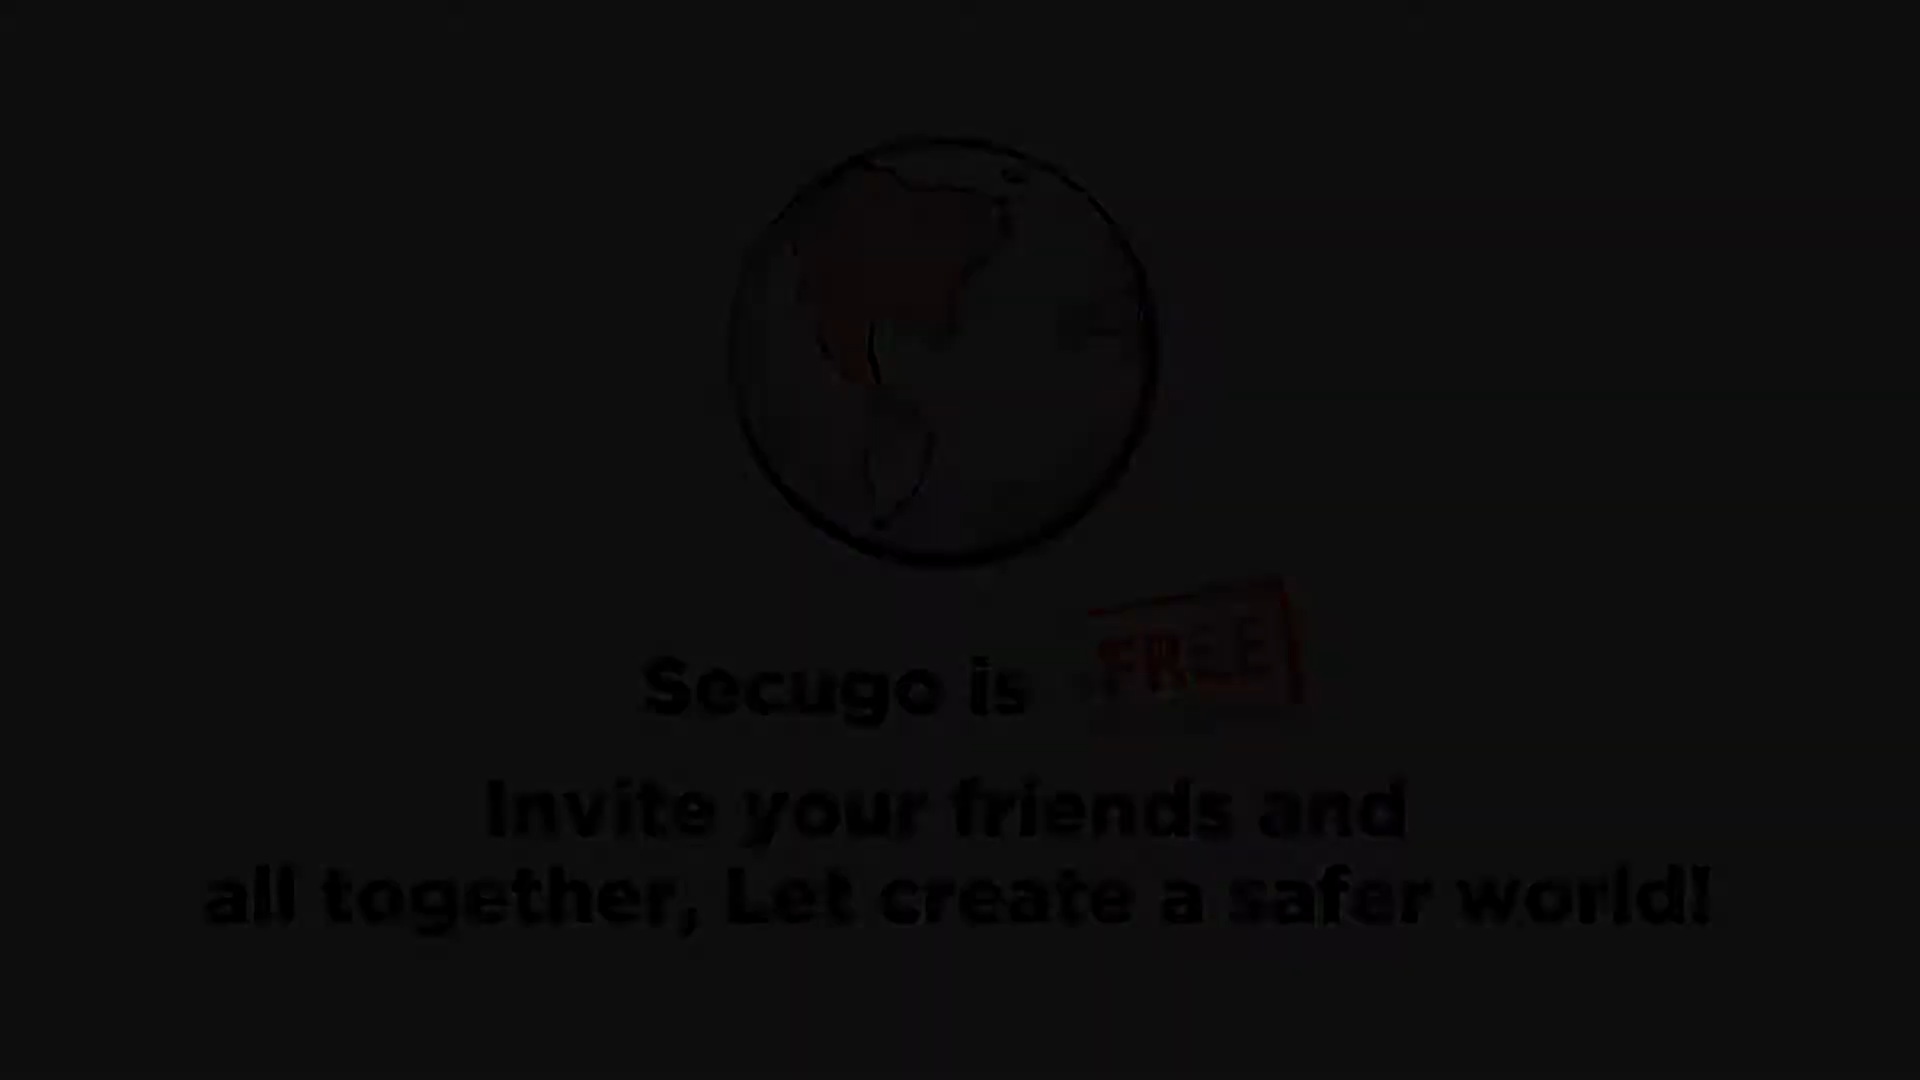 Secugo is FREE
Invite your friends and
all together, Let create a safer world!